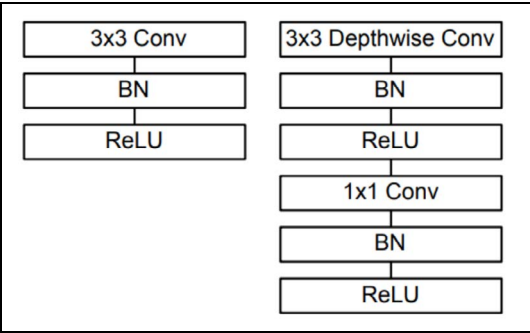 3x3 Conv
BN
ReLU
3x3 Depthwise Conv
BN
ReLU
1x1 Conv
BN
ReLU